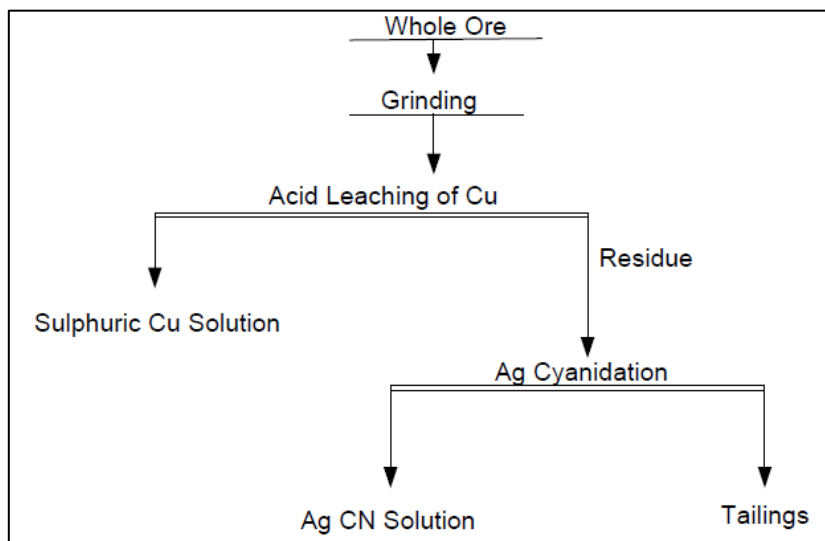 Whole Ore
Grinding
Acid Leaching of Cu
Residue
Sulphuric Cu Solution
Ag Cyanidation
Ag CN Solution
Tailings